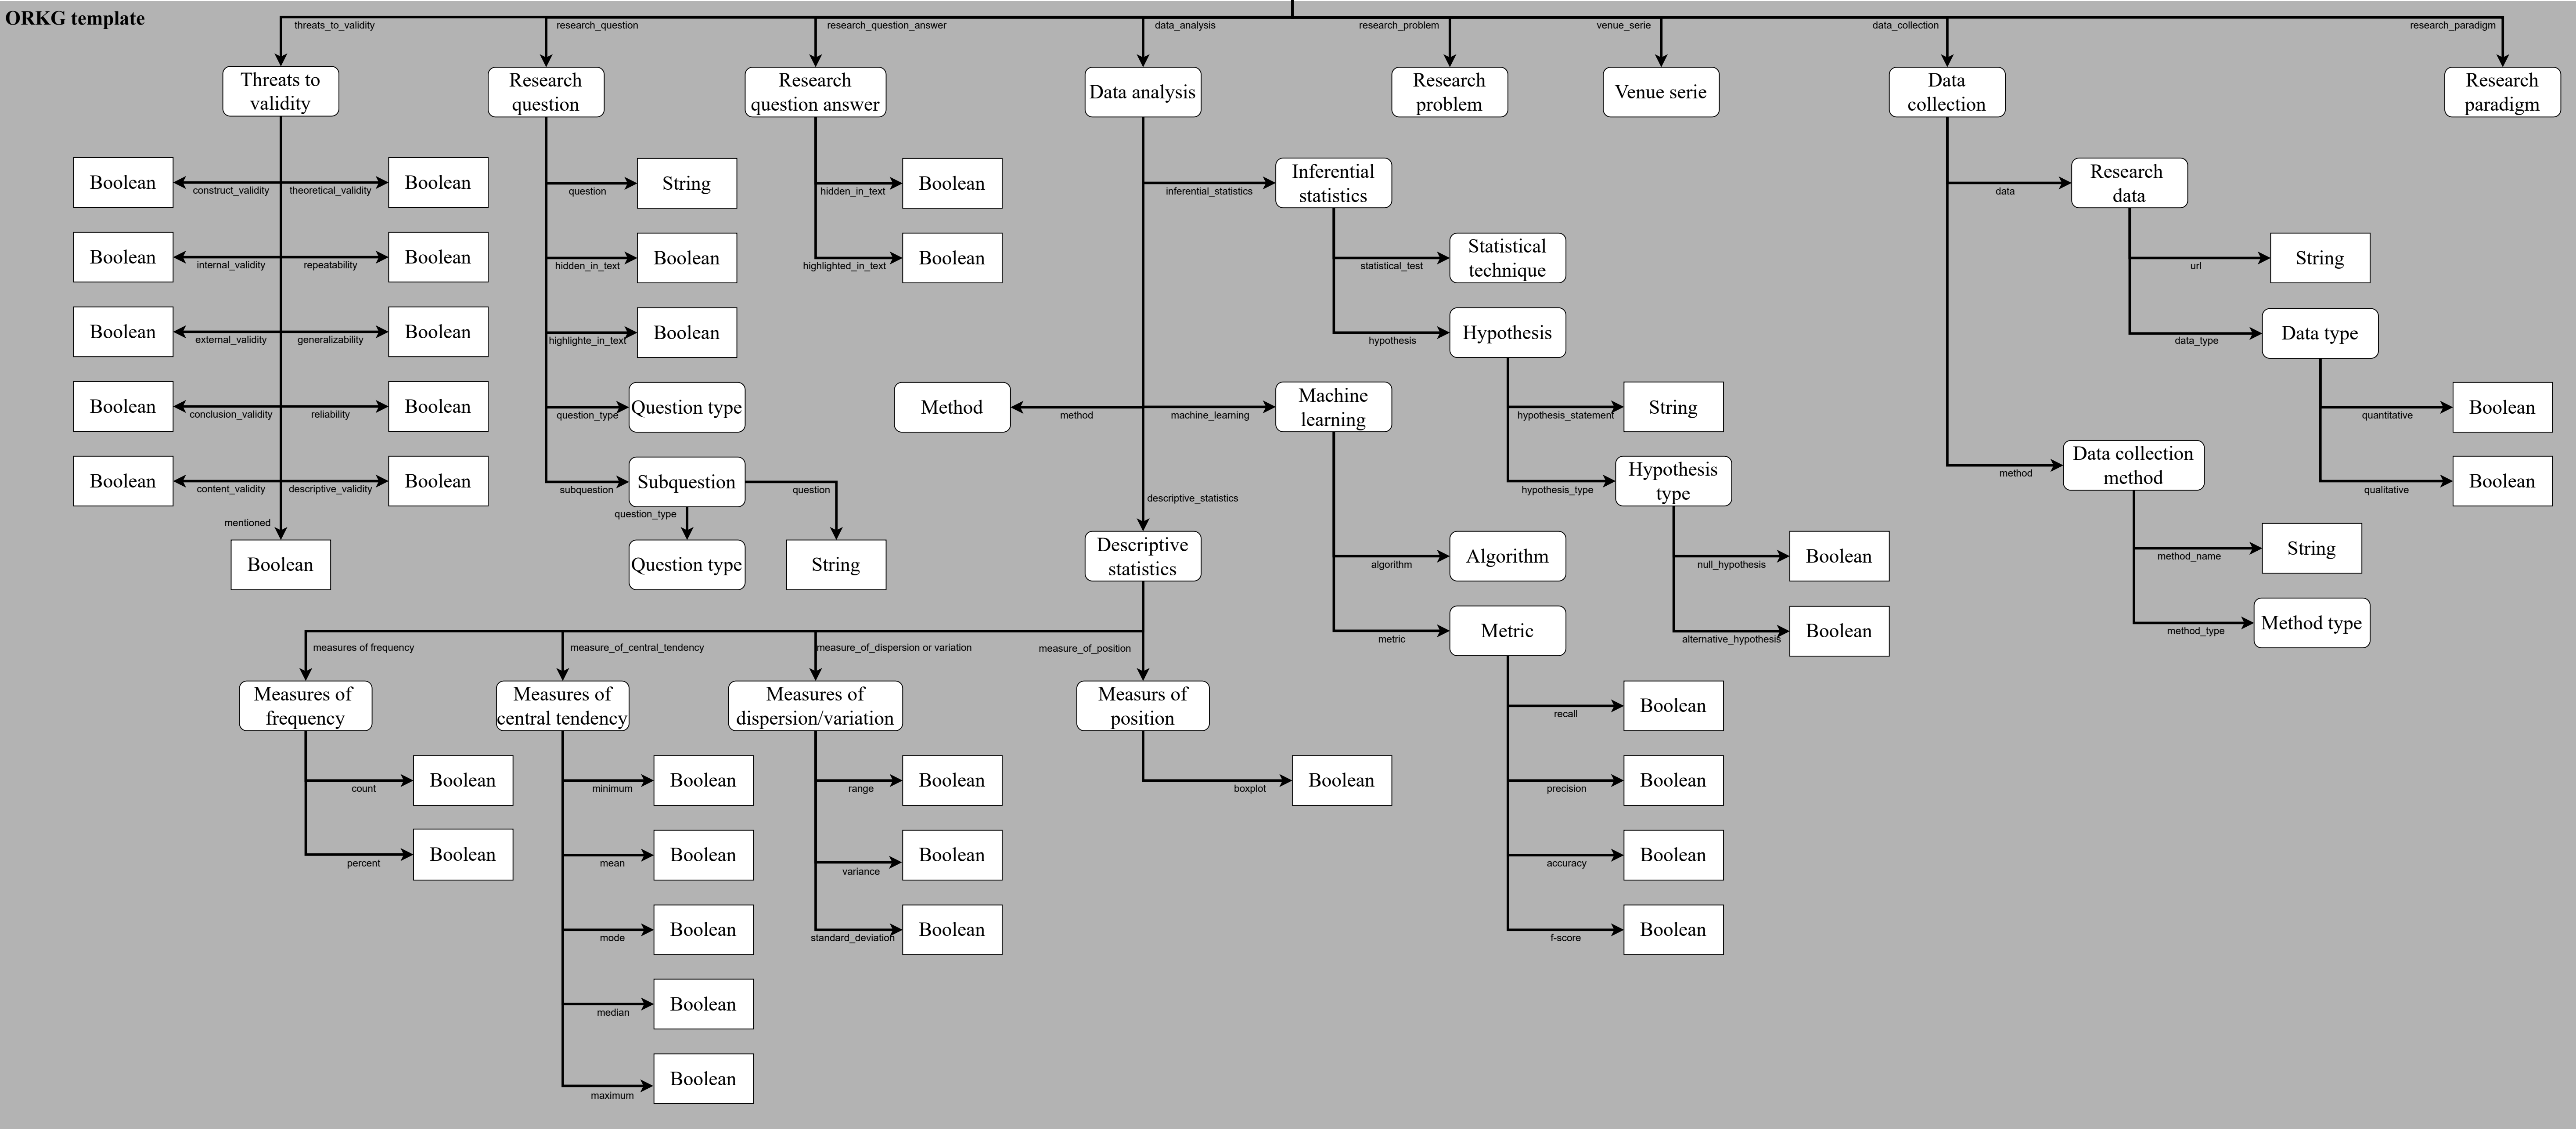 ORKG template
threats_to_validity
research_question
research_question_answer
data_analysis
research_problem
venue_serie
data_collection
research_paradigm
Threats to
validity
Research
question
Research
question answer
Data analysis
Research
problem
Venue serie
Data
collection
Research
paradigm
Boolean
construct_validity
theoretical_validity
Boolean
Boolean
internal_validity
repeatability
Boolean
Boolean
external_validity
generalizability
Boolean
Boolean
conclusion_validity
reliability
Boolean
Boolean
content_validity
descriptive_validity
Boolean
mentioned
Boolean
question
String
hidden_in_text
Boolean
highlighte_in_text
Boolean
question_type
Question type
subquestion
Subquestion
question
question_type
Question type
String
hidden_in_text
Boolean
highlighted_in_text
Boolean
inferential_statistics
Inferential
statistics
statistical_test
Statistical
technique
hypothesis
Hypothesis
hypothesis_statement
String
hypothesis_type
Hypothesis
type
null_hypothesis
Boolean
alternative_hypothesis
Boolean
Method
method
machine_learning
Machine
learning
algorithm
Algorithm
metric
Metric
recall
Boolean
precision
Boolean
accuracy
Boolean
f-score
Boolean
descriptive_statistics
Descriptive
statistics
measures of frequency
measure_of_central_tendency
measure_of_dispersion or variation
measure_of_position
Measures of
frequency
count
Boolean
percent
Boolean
Measures of
central tendency
minimum
Boolean
mean
Boolean
mode
Boolean
median
Boolean
maximum
Boolean
Measures of
dispersion/variation
range
Boolean
variance
Boolean
standard_deviation
Boolean
Measurs of
position
boxplot
Boolean
data
Research
data
url
String
data_type
Data type
quantitative
Boolean
qualitative
Boolean
method
Data collection
method
method_name
String
method_type
Method type